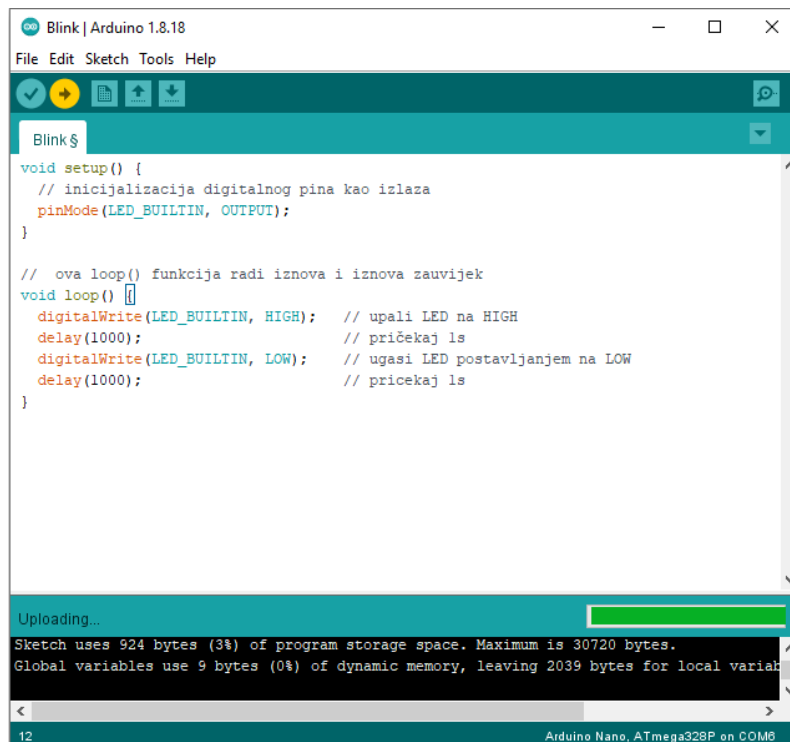 Blink | Arduino 1.8.18
File Edit Sketch Tools Help
Blink §
void setup() {
  // inicijalizacija digitalnog pina kao izlaza
  pinMode(LED_BUILTIN, OUTPUT);
}
//  ova loop() funkcija radi iznova i iznova zauvijek
void loop() {
  digitalWrite(LED_BUILTIN, HIGH);   // upali LED na HIGH
  delay(1000);                       // pričekaj 1s
  digitalWrite(LED_BUILTIN, LOW);    // ugasi LED postavljanjem na LOW
  delay(1000);                       // pricekaj 1s
}
Uploading...
Sketch uses 924 bytes (3%) of program storage space. Maximum is 30720 bytes.
Global variables use 9 bytes (0%) of dynamic memory, leaving 2039 bytes for local variab
12 Arduino Nano, ATmega328P on COM6